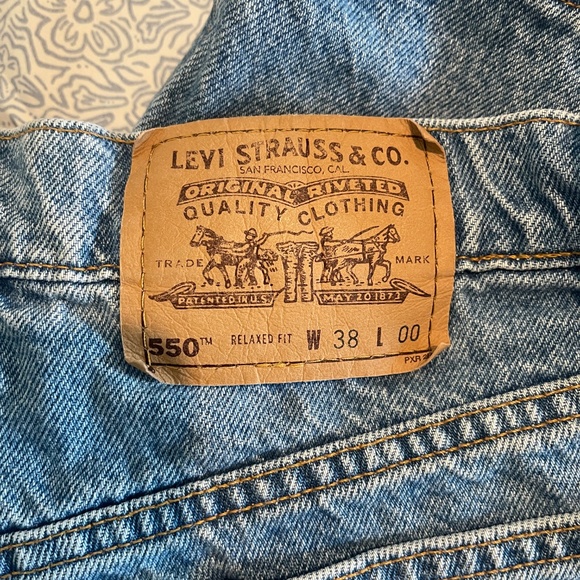 LEVI STRAUSS & CO.
SAN FRANCISCO, CAL.
ORIGINAL RIVETED
QUALITY CLOTHING
TRADE MARK
PATENTED IN U.S. MAY 20 1873
550™ RELAXED FIT W 38 L 00
PXR